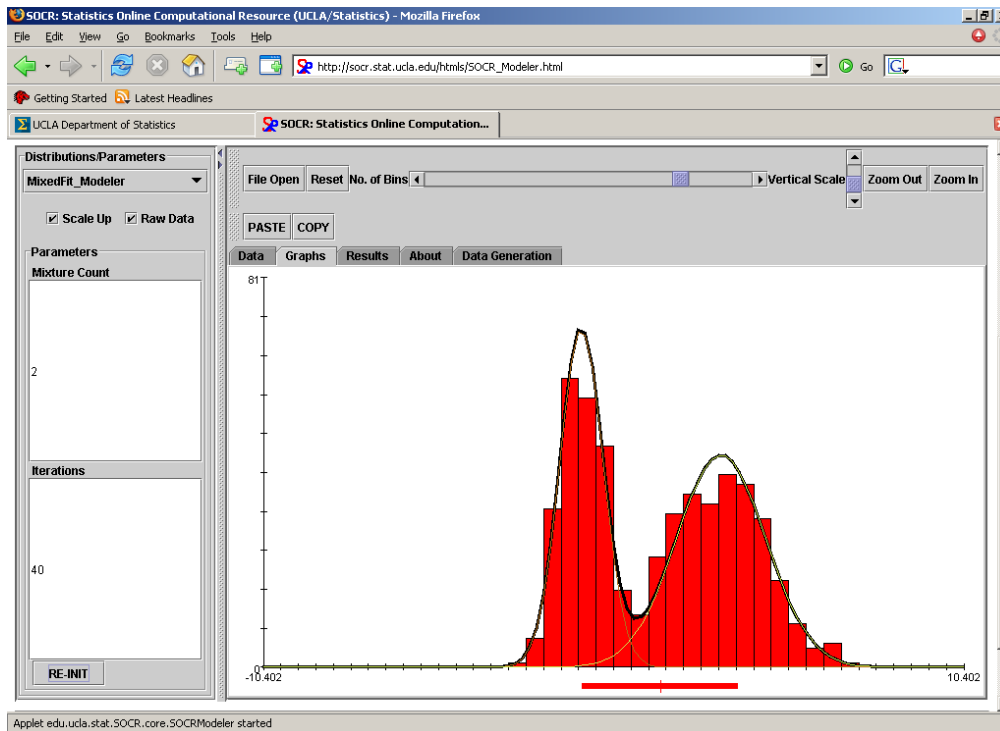 SOCR: Statistics Online Computational Resource (UCLA/Statistics) - Mozilla Firefox
File Edit View Go Bookmarks Tools Help
http://socr.stat.ucla.edu/htmls/SOCR_Modeler.html
Go
G
Getting Started Latest Headlines
UCLA Department of Statistics
SOCR: Statistics Online Computation...
Distributions/Parameters
MixedFit_Modeler
Scale Up Raw Data
Parameters
Mixture Count
2
Iterations
40
RE-INIT
File Open Reset No. of Bins Vertical Scale Zoom Out Zoom In
PASTE COPY
Data Graphs Results About Data Generation
81
0
-10.402 10.402
Applet edu.ucla.stat.SOCR.core.SOCRModeler started